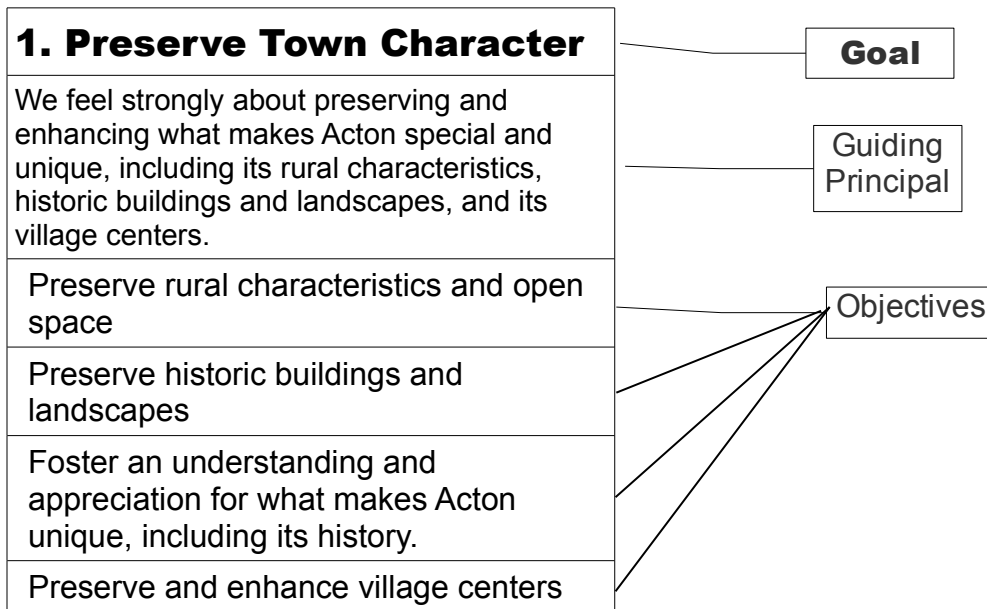 1. Preserve Town Character
We feel strongly about preserving and
enhancing what makes Acton special and
unique, including its rural characteristics,
historic buildings and landscapes, and its
village centers.
Preserve rural characteristics and open
space
Preserve historic buildings and
landscapes
Foster an understanding and
appreciation for what makes Acton
unique, including its history.
Preserve and enhance village centers
Goal
Guiding
Principal
Objectives